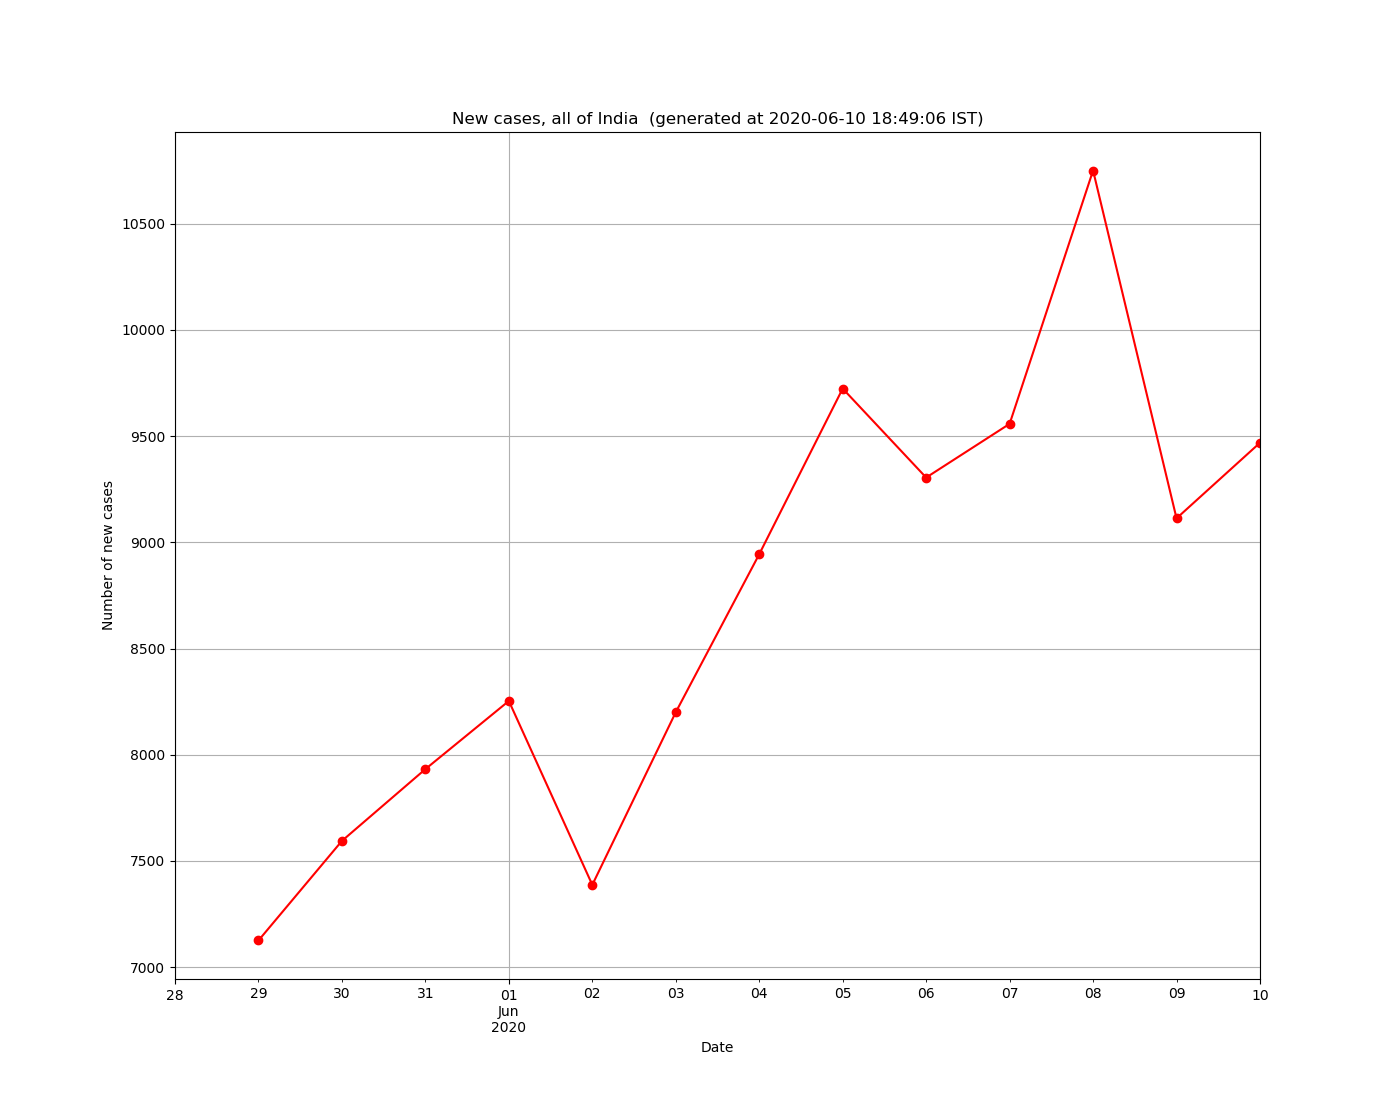 New cases, all of India  (generated at 2020-06-10 18:49:06 IST)
10500
10000
9500
9000
8500
8000
7500
7000
Number of new cases
28 29 30 31 01 02 03 04 05 06 07 08 09 10
Jun
2020
Date